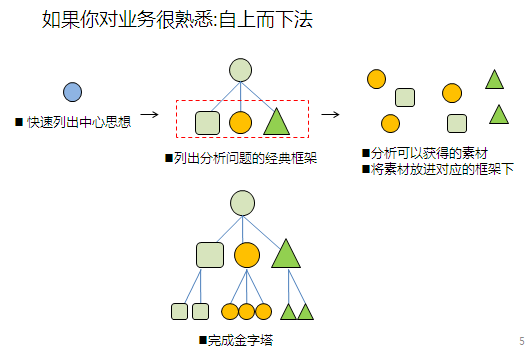 如果你对业务很熟悉:自上而下法
■ 快速列出中心思想
→
→
■列出分析问题的经典框架
■分析可以获得的素材
■将素材放进对应的框架下
■完成金字塔
5